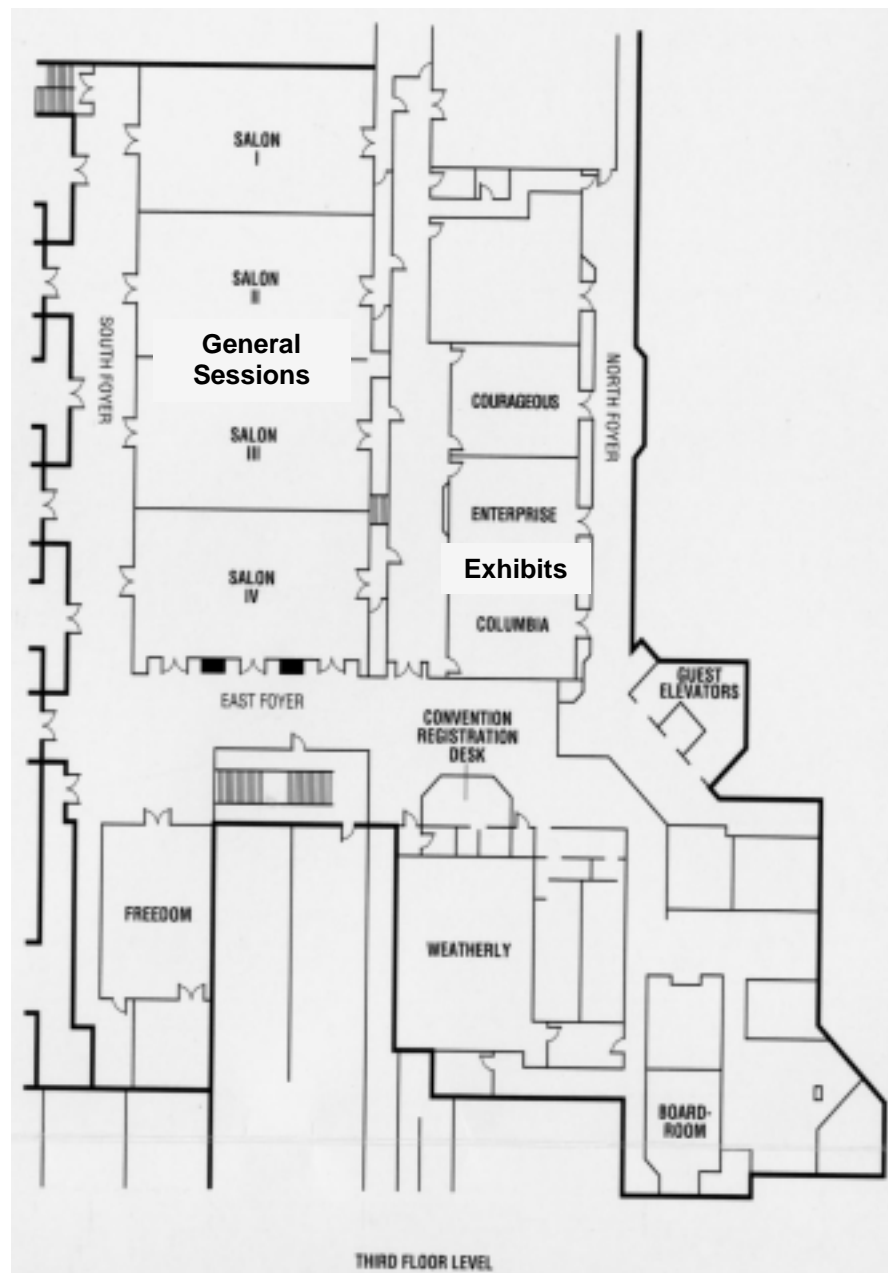 SALON
I
SALON
II
General
Sessions
SOUTH FOYER
SALON
III
COURAGEOUS
NORTH FOYER
ENTERPRISE
Exhibits
SALON
IV
COLUMBIA
EAST FOYER
GUEST
ELEVATORS
CONVENTION
REGISTRATION
DESK
FREEDOM
WEATHERLY
BOARD-
ROOM
THIRD FLOOR LEVEL